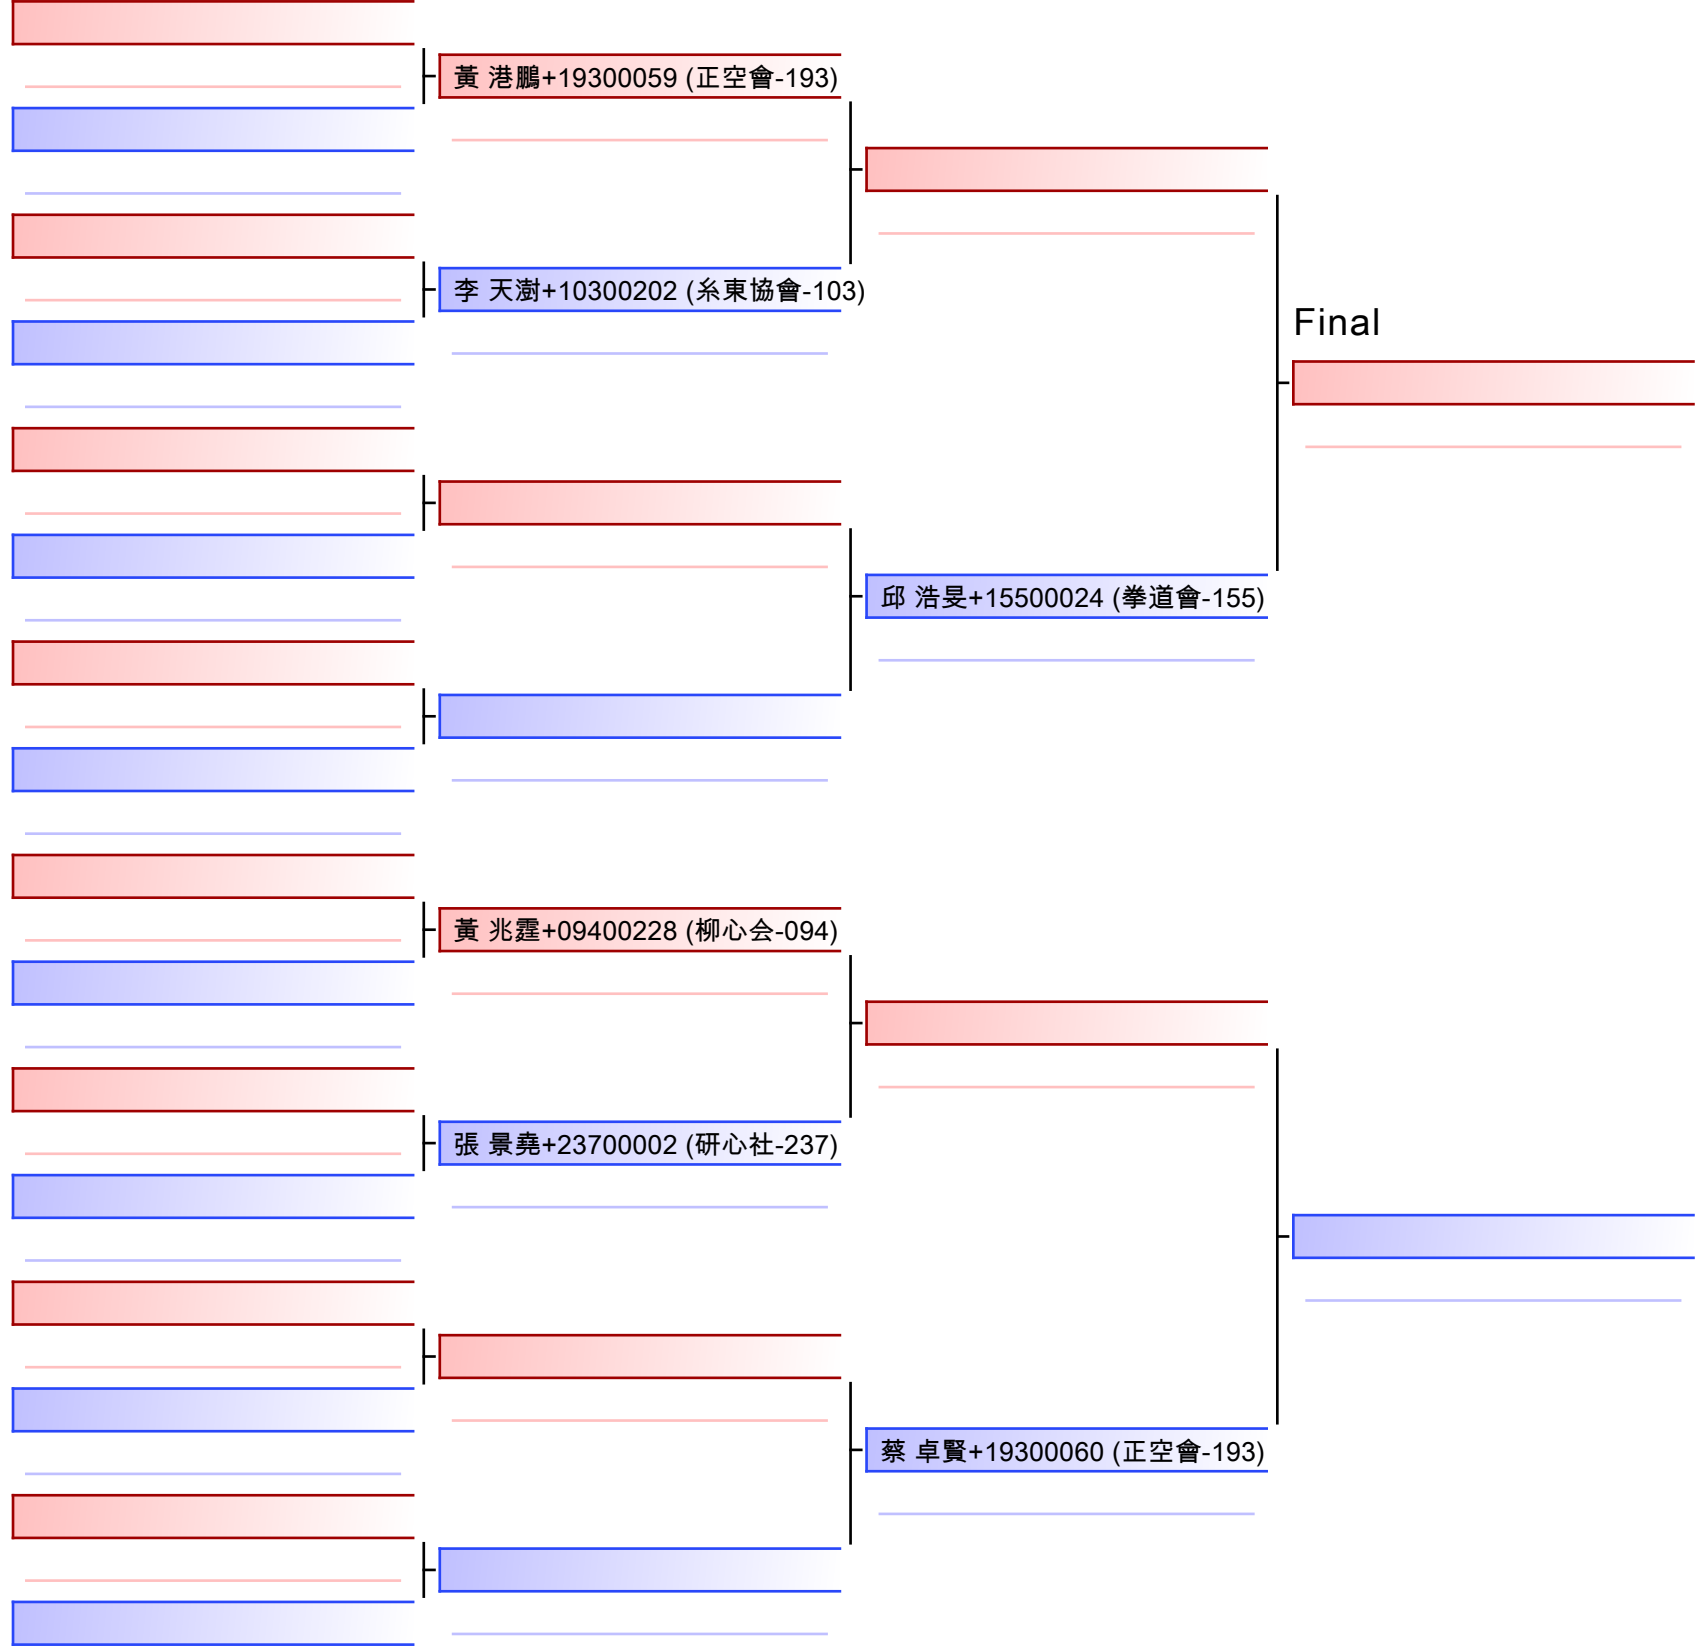 黃 港鵬+19300059 (正空會-193)
李 天澍+10300202 (糸東協會-103)
Final
邱 浩旻+15500024 (拳道會-155)
黃 兆霆+09400228 (柳心会-094)
張 景堯+23700002 (研心社-237)
蔡 卓賢+19300060 (正空會-193)